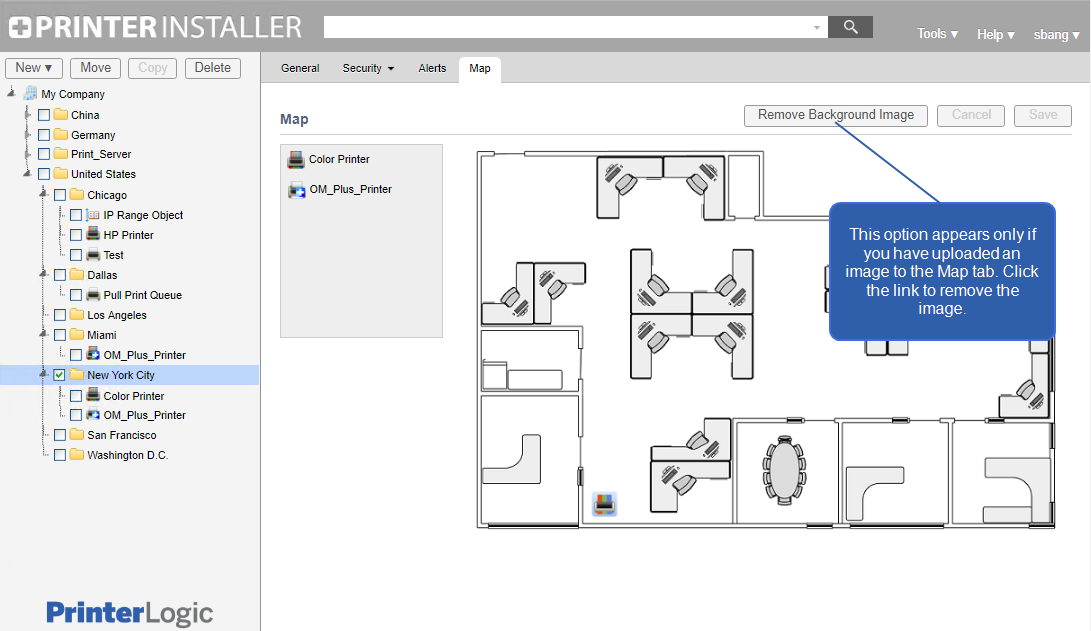 PRINTER INSTALLER
Tools ▾ Help ▾ sbang ▾
New ▾ Move Copy Delete
General Security ▾ Alerts Map
My Company
China
Germany
Print_Server
United States
Chicago
IP Range Object
HP Printer
Test
Dallas
Pull Print Queue
Los Angeles
Miami
OM_Plus_Printer
New York City
Color Printer
OM_Plus_Printer
San Francisco
Washington D.C.
PrinterLogic
Map
Remove Background Image Cancel Save
Color Printer
OM_Plus_Printer
This option appears only if
you have uploaded an
image to the Map tab. Click
the link to remove the
image.